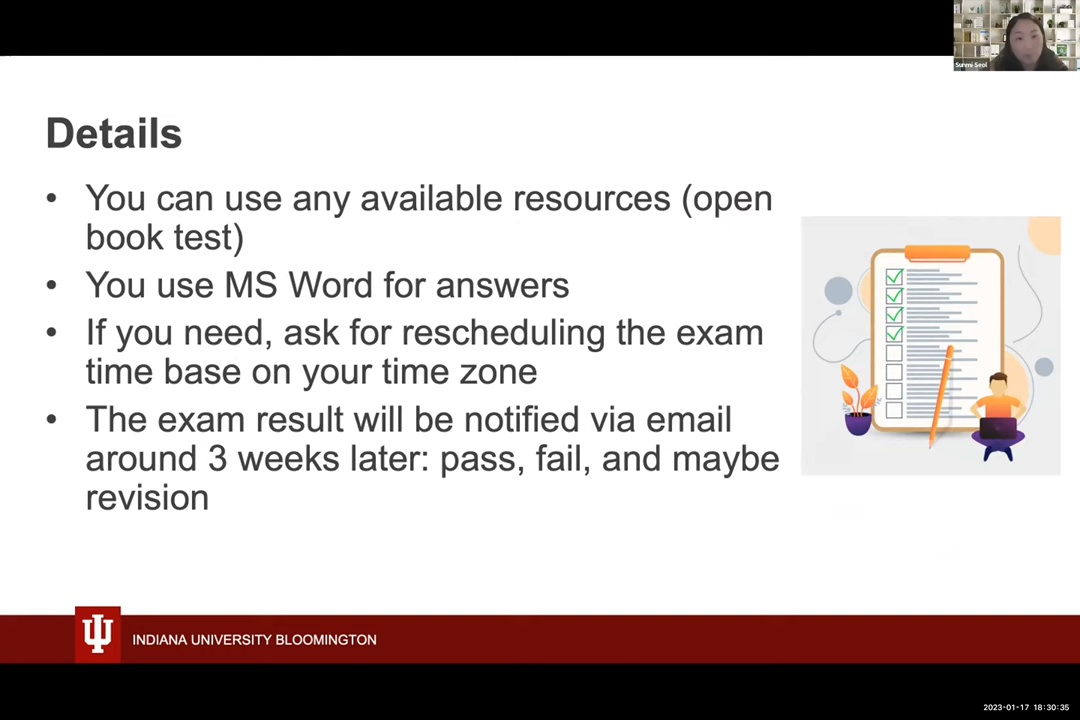 Sunmi Seol
Details
• You can use any available resources (open
book test)
• You use MS Word for answers
• If you need, ask for rescheduling the exam
time base on your time zone
• The exam result will be notified via email
around 3 weeks later: pass, fail, and maybe
revision
INDIANA UNIVERSITY BLOOMINGTON
2023-01-17 18:30:35